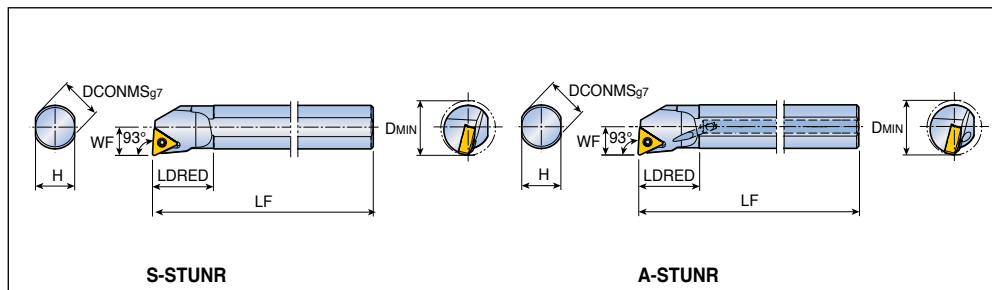 DCONMSg7
WF
93°
H
LDRED
LF
DMIN
S-STUNR
DCONMSg7
WF
93°
H
LDRED
LF
DMIN
A-STUNR